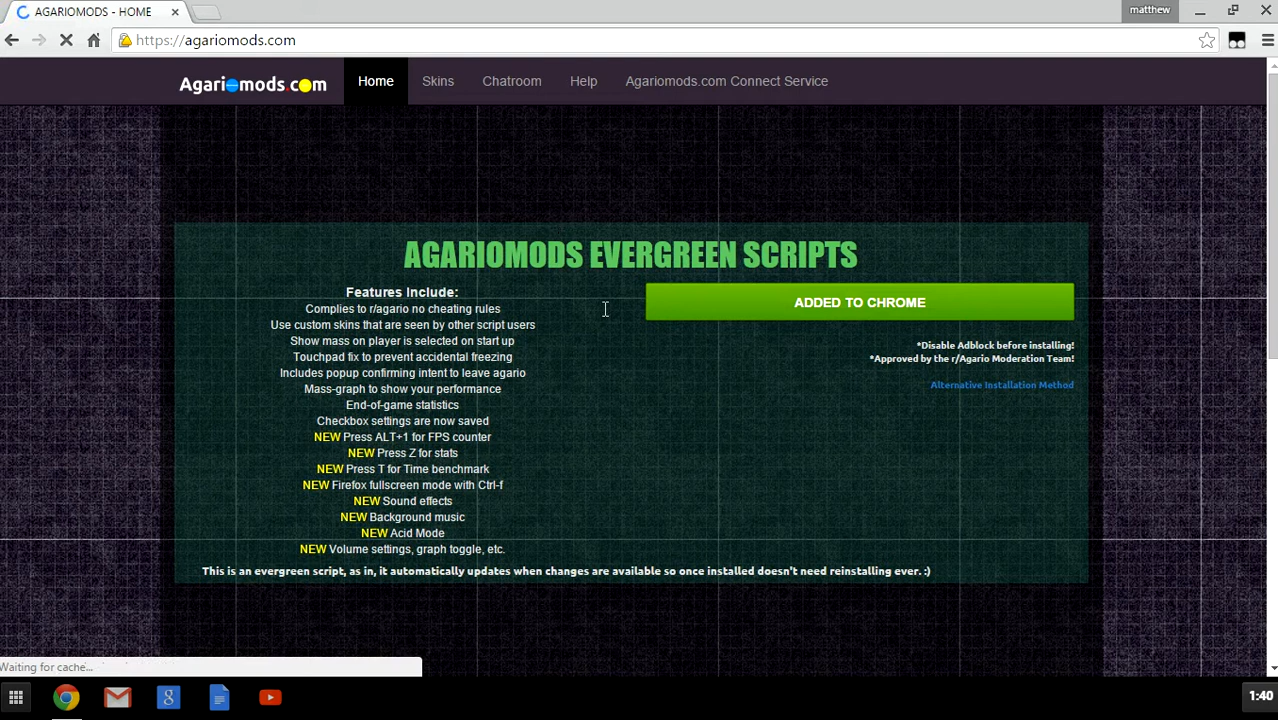 AGARIOMODS - HOME
matthew
https://agariomods.com
Agariomods.com Home Skins Chatroom Help Agariomods.com Connect Service
AGARIOMODS EVERGREEN SCRIPTS
Features Include:
Complies to r/agario no cheating rules
Use custom skins that are seen by other script users
Show mass on player is selected on start up
Touchpad fix to prevent accidental freezing
Includes popup confirming intent to leave agario
Mass-graph to show your performance
End-of-game statistics
Checkbox settings are now saved
NEW Press ALT+1 for FPS counter
NEW Press Z for stats
NEW Press T for Time benchmark
NEW Firefox fullscreen mode with Ctrl-f
NEW Sound effects
NEW Background music
NEW Acid Mode
NEW Volume settings, graph toggle, etc.
ADDED TO CHROME
*Disable Adblock before installing!
*Approved by the r/Agario Moderation Team!
Alternative Installation Method
This is an evergreen script, as in, it automatically updates when changes are available so once installed doesn't need reinstalling ever. :)
Waiting for cache...
1:40